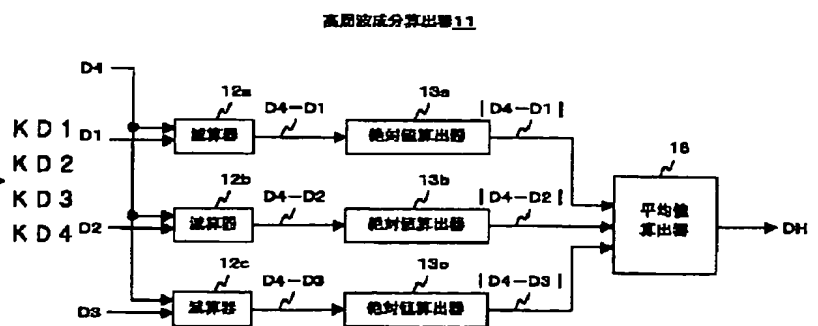 高周波成分算出器11
D4
12a D4-D1 13a |D4-D1|
KD1 D1 減算器 絶対値算出器
KD2
16
12b D4-D2 13b |D4-D2|
KD3 減算器 絶対値算出器 平均値
算出器 DH
KD4 D2
12c D4-D3 13c |D4-D3|
D3 減算器 絶対値算出器